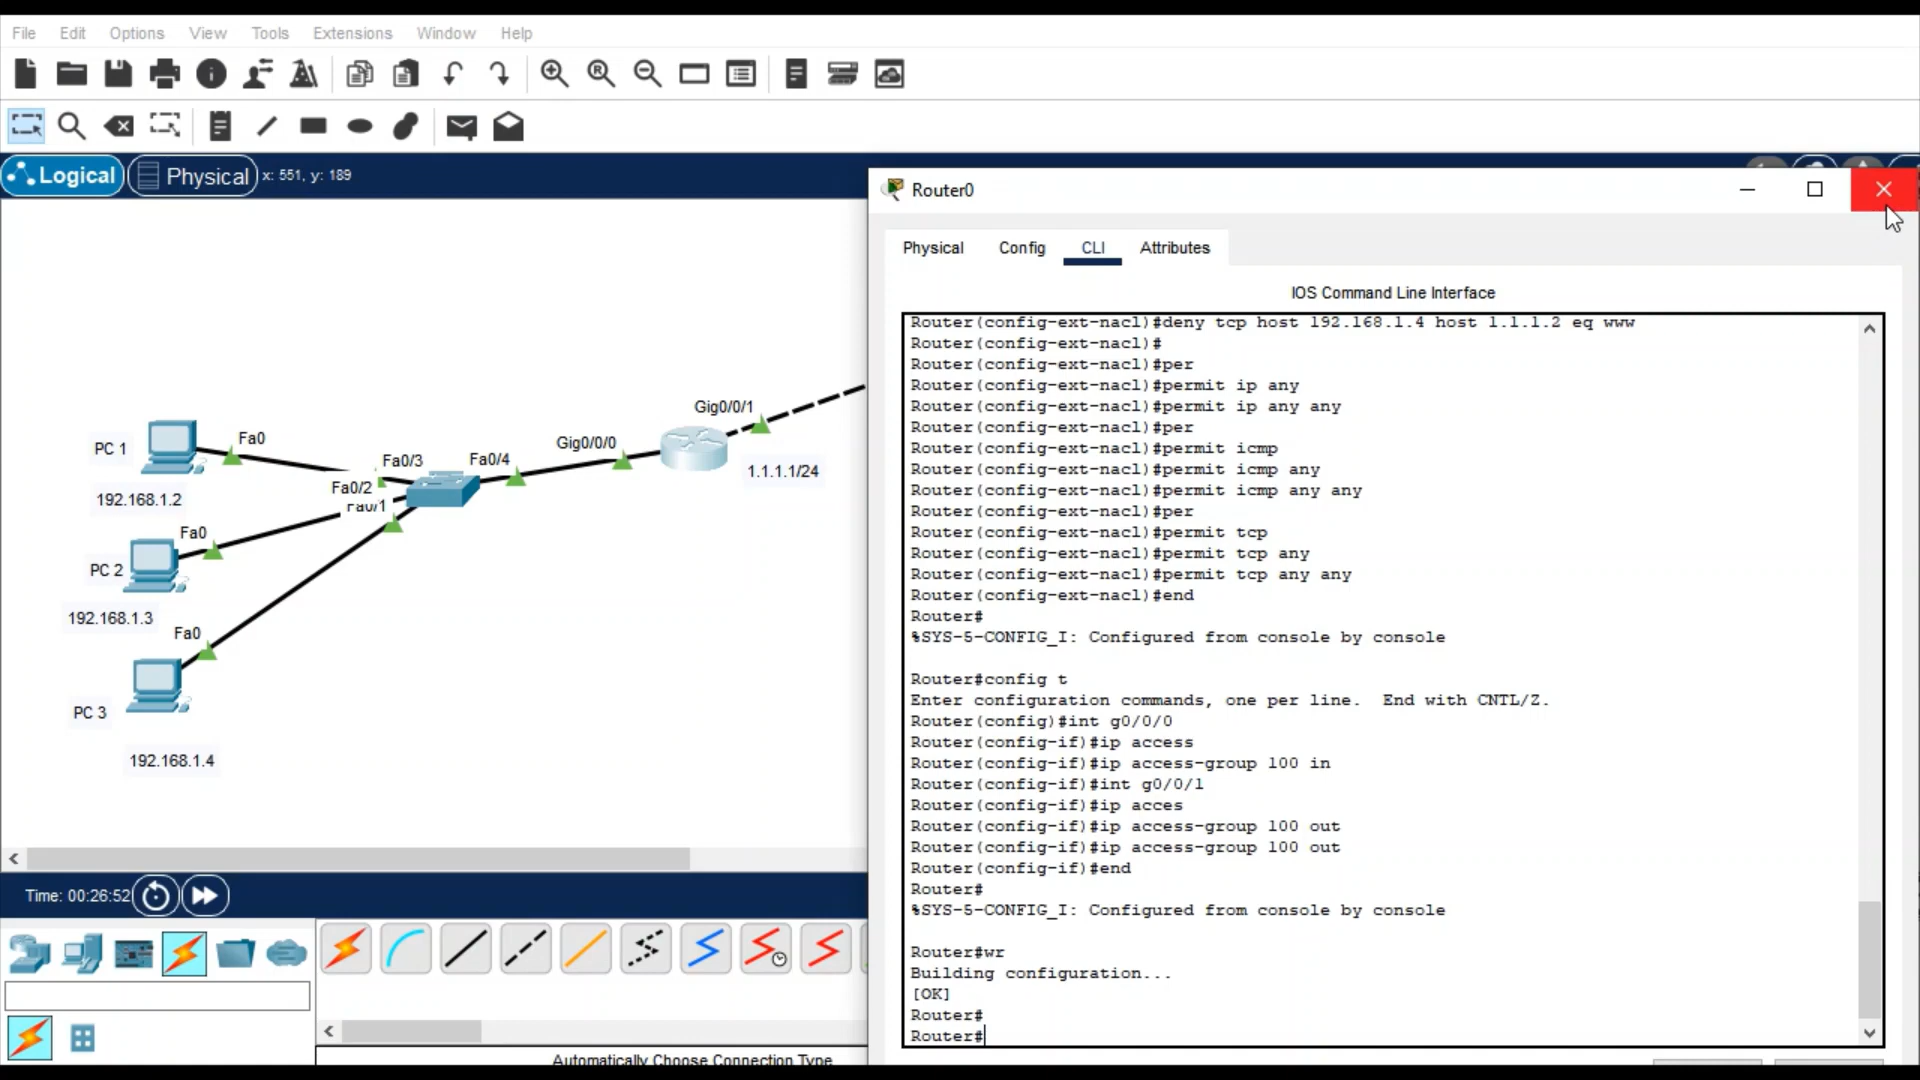 File Edit Options View Tools Extensions Window Help
Logical Physical x: 551, y: 189
Router0
Physical Config CLI Attributes
IOS Command Line Interface
Router(config-ext-nacl)#deny tcp host 192.168.1.4 host 1.1.1.2 eq www
Router(config-ext-nacl)#
Router(config-ext-nacl)#per
Router(config-ext-nacl)#permit ip any
Router(config-ext-nacl)#permit ip any any
Router(config-ext-nacl)#per
Router(config-ext-nacl)#permit icmp
Router(config-ext-nacl)#permit icmp any
Router(config-ext-nacl)#permit icmp any any
Router(config-ext-nacl)#per
Router(config-ext-nacl)#permit tcp
Router(config-ext-nacl)#permit tcp any
Router(config-ext-nacl)#permit tcp any any
Router(config-ext-nacl)#end
Router#
%SYS-5-CONFIG_I: Configured from console by console
Router#config t
Enter configuration commands, one per line. End with CNTL/Z.
Router(config)#int g0/0/0
Router(config-if)#ip access
Router(config-if)#ip access-group 100 in
Router(config-if)#int g0/0/1
Router(config-if)#ip acces
Router(config-if)#ip access-group 100 out
Router(config-if)#ip access-group 100 out
Router(config-if)#end
Router#
%SYS-5-CONFIG_I: Configured from console by console
Router#wr
Building configuration...
[OK]
Router#
Router#
Gig0/0/1
Gig0/0/0
1.1.1.1/24
PC 1
Fa0
Fa0/3
Fa0/4
192.168.1.2
Fa0/2
Fa0/1
Fa0
PC 2
192.168.1.3
Fa0
PC 3
192.168.1.4
Time: 00:26:52
Automatically Choose Connection Type